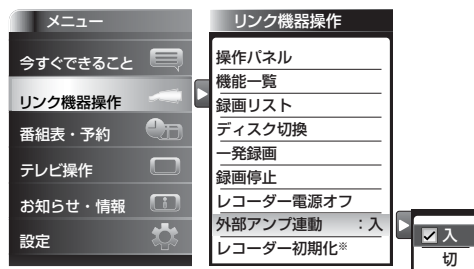 メニュー
今すぐできること
リンク機器操作
番組表・予約
テレビ操作
お知らせ・情報
設定
リンク機器操作
操作パネル
機能一覧
録画リスト
ディスク切換
一発録画
録画停止
レコーダー電源オフ
外部アンプ連動 :入
レコーダー初期化※
入
切